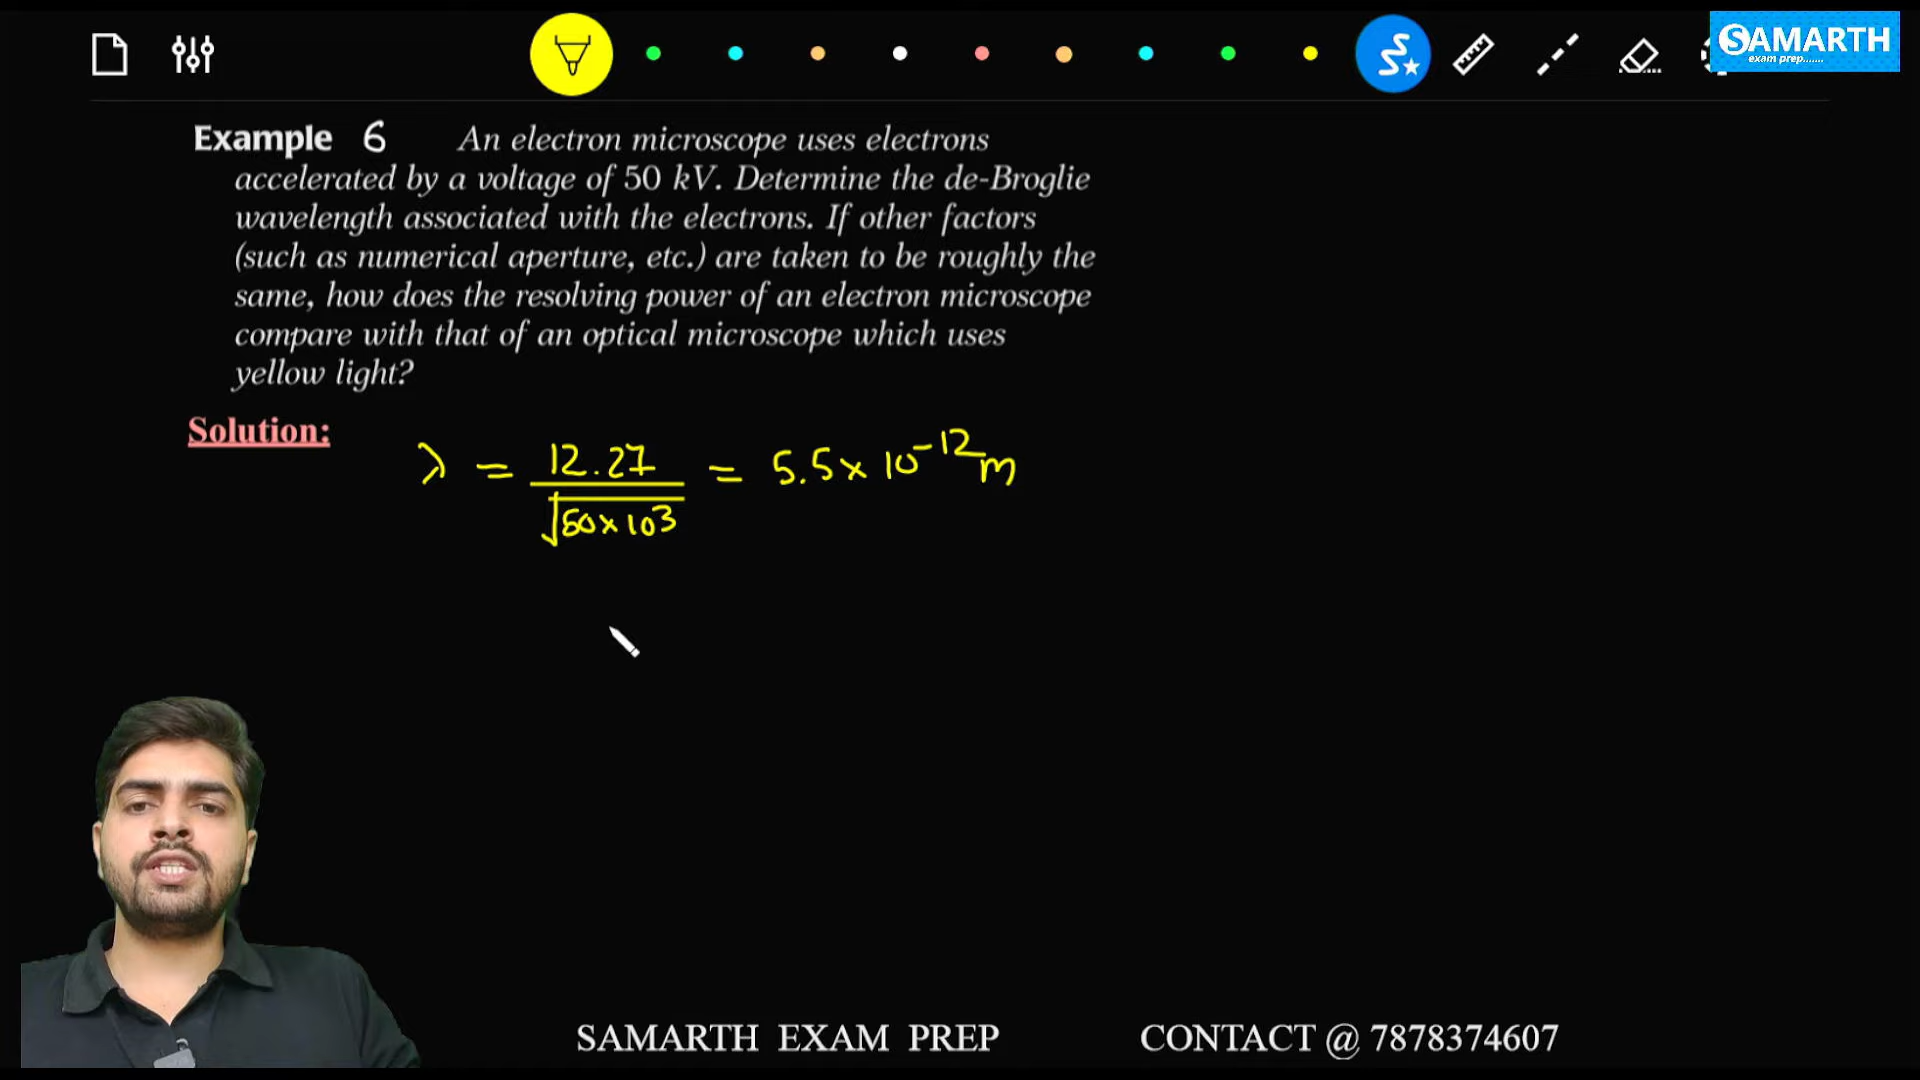 SAMARTH
exam prep.......
Example 6 An electron microscope uses electrons
accelerated by a voltage of 50 kV. Determine the de-Broglie
wavelength associated with the electrons. If other factors
(such as numerical aperture, etc.) are taken to be roughly the
same, how does the resolving power of an electron microscope
compare with that of an optical microscope which uses
yellow light?
Solution:
λ = 12.27 / √50×10³ = 5.5 × 10⁻¹² m
SAMARTH EXAM PREP CONTACT @ 7878374607